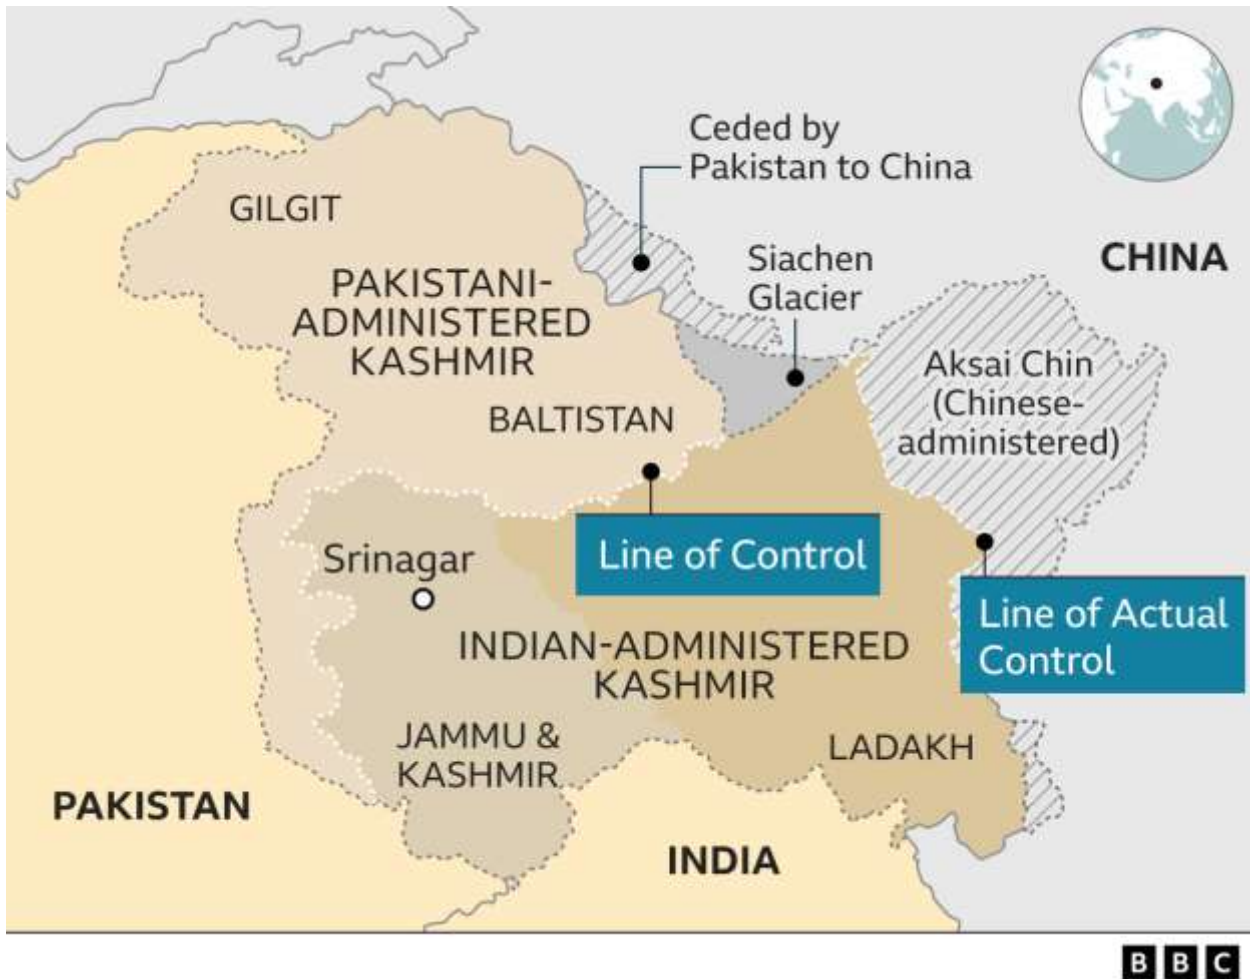 Ceded by
Pakistan to China
GILGIT
CHINA
Siachen
Glacier
PAKISTANI-
ADMINISTERED
KASHMIR
Aksai Chin
(Chinese-
administered)
BALTISTAN
Line of Control
Srinagar
Line of Actual
Control
INDIAN-ADMINISTERED
KASHMIR
JAMMU &
KASHMIR
LADAKH
PAKISTAN
INDIA
BBC